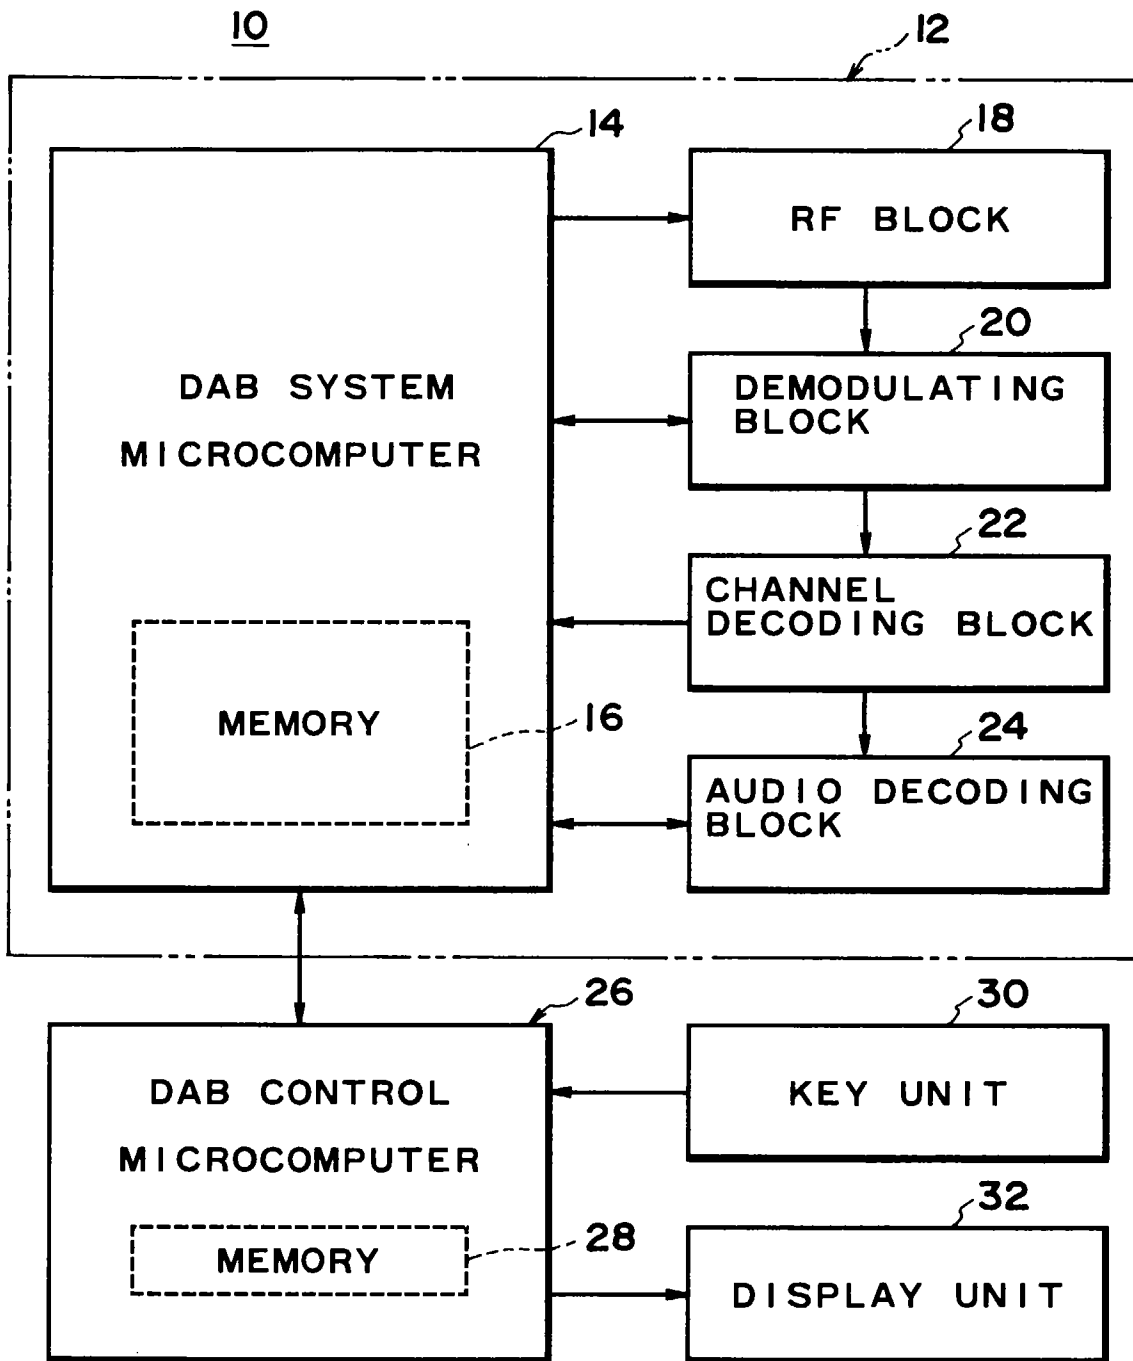 10
12
14
18
RF BLOCK
20
DAB SYSTEM
MICROCOMPUTER
DEMODULATING
BLOCK
22
CHANNEL
DECODING BLOCK
MEMORY
16
24
AUDIO DECODING
BLOCK
26
30
DAB CONTROL
MICROCOMPUTER
KEY UNIT
32
MEMORY
28
DISPLAY UNIT